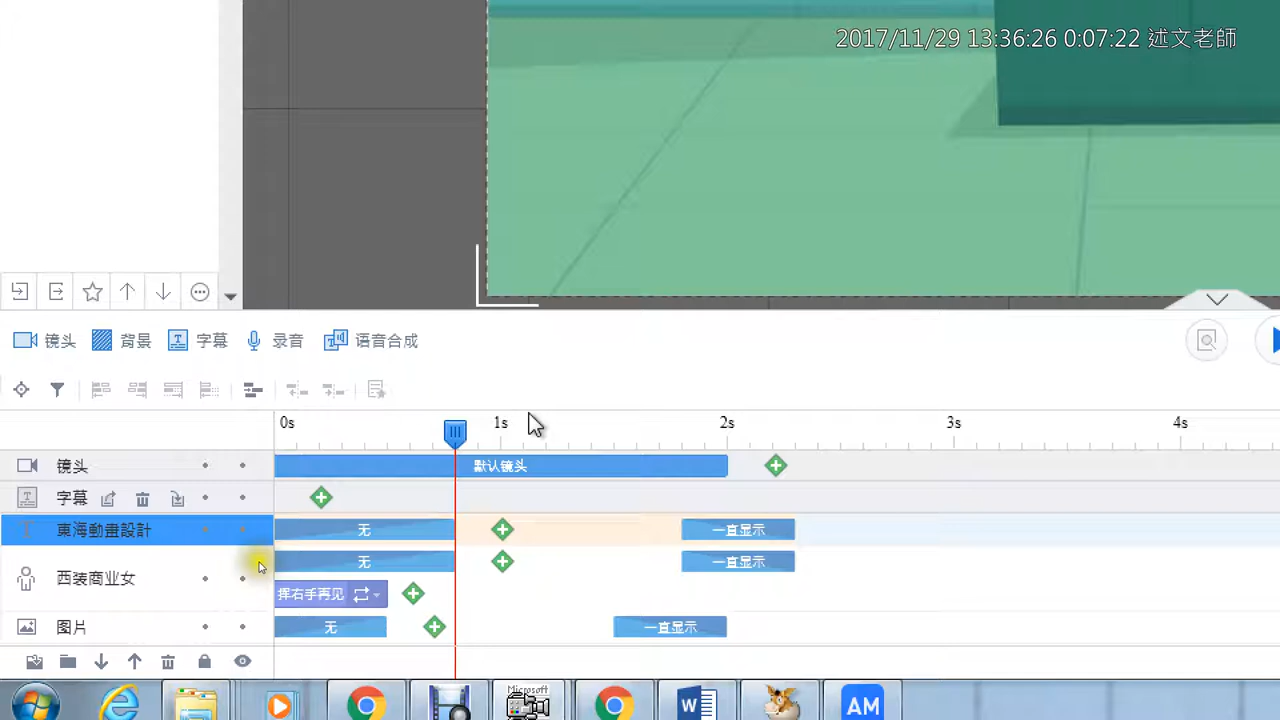 2017/11/29 13:36:26 0:07:22 述文老師
镜头 背景 字幕 录音 语音合成
0s 1s 2s 3s 4s
镜头 默认镜头
字幕
東海動畫設計 无 一直显示
无 一直显示
西装商业女
挥右手再见
图片 无 一直显示
Microsoft
W AM